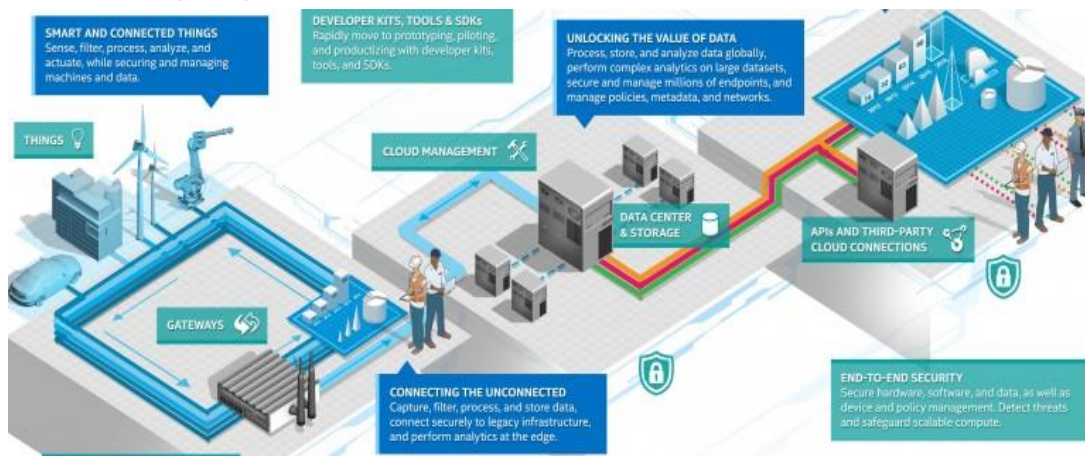 SMART AND CONNECTED THINGS
Sense, filter, process, analyze, and
actuate, while securing and managing
machines and data.
DEVELOPER KITS, TOOLS & SDKs
Rapidly move to prototyping, piloting,
and productizing with developer kits,
tools, and SDKs.
UNLOCKING THE VALUE OF DATA
Process, store, and analyze data globally,
perform complex analytics on large datasets,
secure and manage millions of endpoints, and
manage policies, metadata, and networks.
THINGS
CLOUD MANAGEMENT
DATA CENTER
& STORAGE
APIs AND THIRD-PARTY
CLOUD CONNECTIONS
GATEWAYS
CONNECTING THE UNCONNECTED
Capture, filter, process, and store data,
connect securely to legacy infrastructure,
and perform analytics at the edge.
END-TO-END SECURITY
Secure hardware, software, and data, as well as
device and policy management. Detect threats
and safeguard scalable compute.